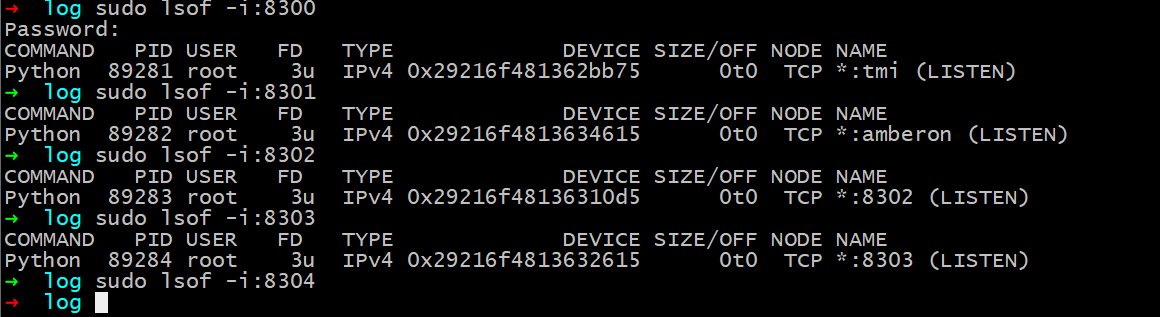 → log sudo lsof -i:8300
Password:
COMMAND PID USER FD TYPE DEVICE SIZE/OFF NODE NAME
Python 89281 root 3u IPv4 0x29216f481362bb75 0t0 TCP *:tmi (LISTEN)
→ log sudo lsof -i:8301
COMMAND PID USER FD TYPE DEVICE SIZE/OFF NODE NAME
Python 89282 root 3u IPv4 0x29216f4813634615 0t0 TCP *:amberon (LISTEN)
→ log sudo lsof -i:8302
COMMAND PID USER FD TYPE DEVICE SIZE/OFF NODE NAME
Python 89283 root 3u IPv4 0x29216f48136310d5 0t0 TCP *:8302 (LISTEN)
→ log sudo lsof -i:8303
COMMAND PID USER FD TYPE DEVICE SIZE/OFF NODE NAME
Python 89284 root 3u IPv4 0x29216f4813632615 0t0 TCP *:8303 (LISTEN)
→ log sudo lsof -i:8304
→ log